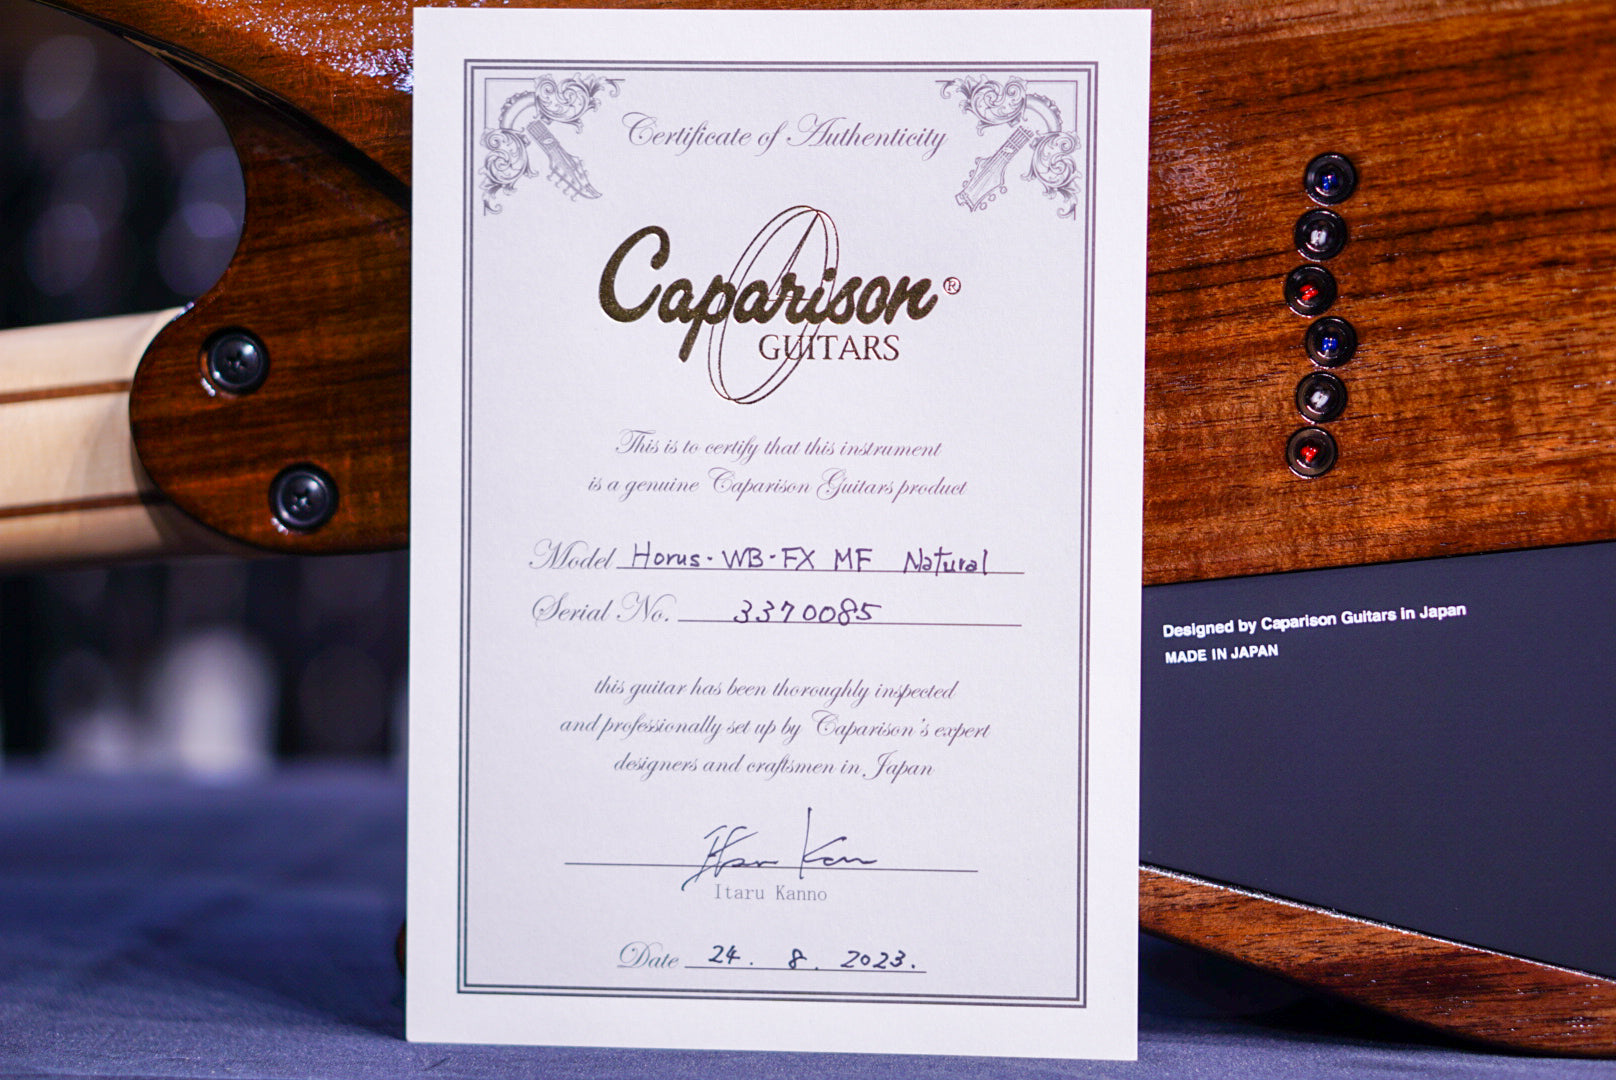 Certificate of Authenticity
Caparison®
GUITARS
This is to certify that this instrument
is a genuine Caparison Guitars product
Model Horus-WB-FX MF Natural
Serial No. 3370085
this guitar has been thoroughly inspected
and professionally set up by Caparison's expert
designers and craftsmen in Japan
Itaru Kanno
Date 24. 8. 2023.
Designed by Caparison Guitars in Japan
MADE IN JAPAN